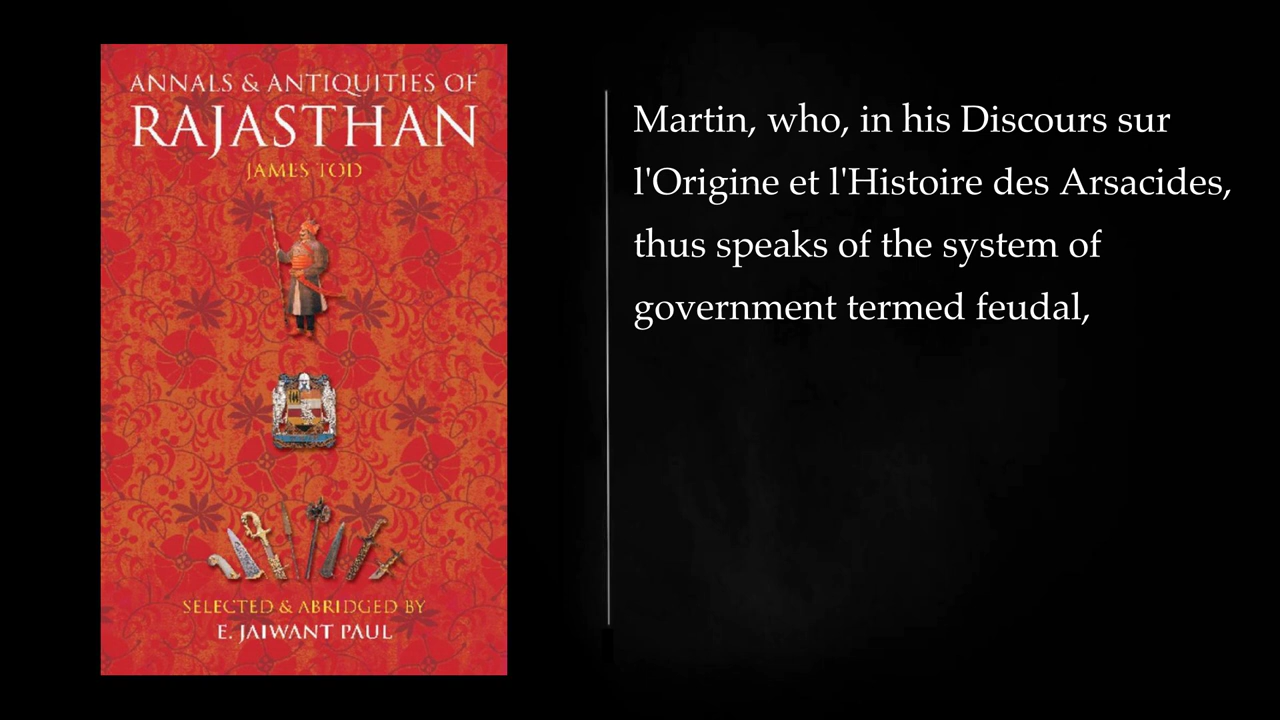 ANNALS & ANTIQUITIES OF
RAJASTHAN
JAMES TOD
SELECTED & ABRIDGED BY
E. JAIWANT PAUL
Martin, who, in his Discours sur
l'Origine et l'Histoire des Arsacides,
thus speaks of the system of
government termed feudal,